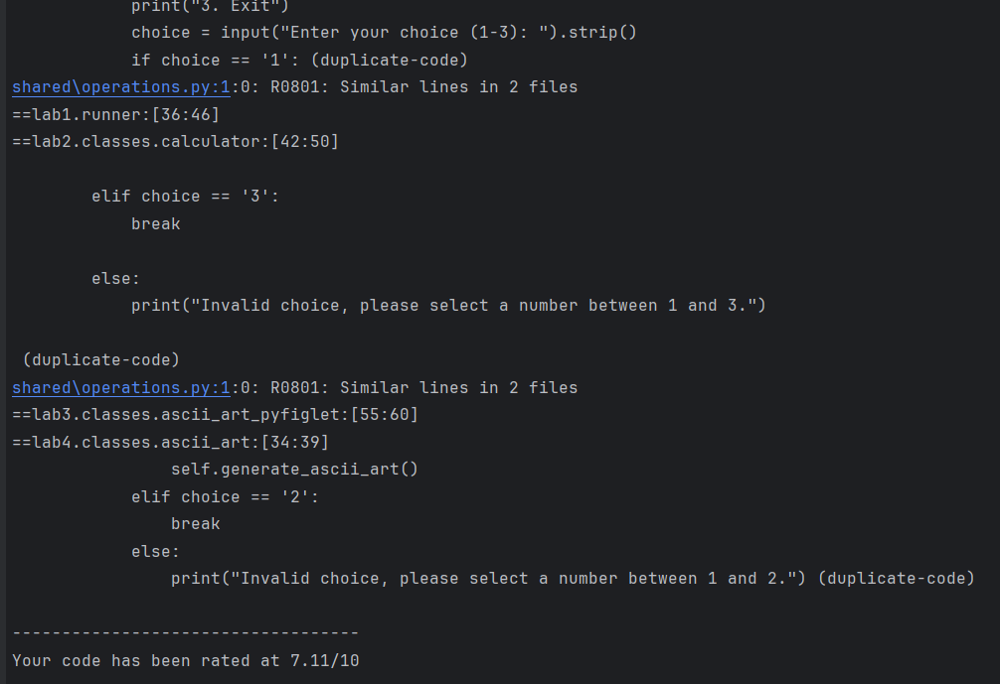 print("3. Exit")
            choice = input("Enter your choice (1-3): ").strip()
            if choice == '1': (duplicate-code)
shared\operations.py:1:0: R0801: Similar lines in 2 files
==lab1.runner:[36:46]
==lab2.classes.calculator:[42:50]
        elif choice == '3':
            break
        else:
            print("Invalid choice, please select a number between 1 and 3.")
 (duplicate-code)
shared\operations.py:1:0: R0801: Similar lines in 2 files
==lab3.classes.ascii_art_pyfiglet:[55:60]
==lab4.classes.ascii_art:[34:39]
                self.generate_ascii_art()
            elif choice == '2':
                break
            else:
                print("Invalid choice, please select a number between 1 and 2.") (duplicate-code)
-----------------------------------
Your code has been rated at 7.11/10